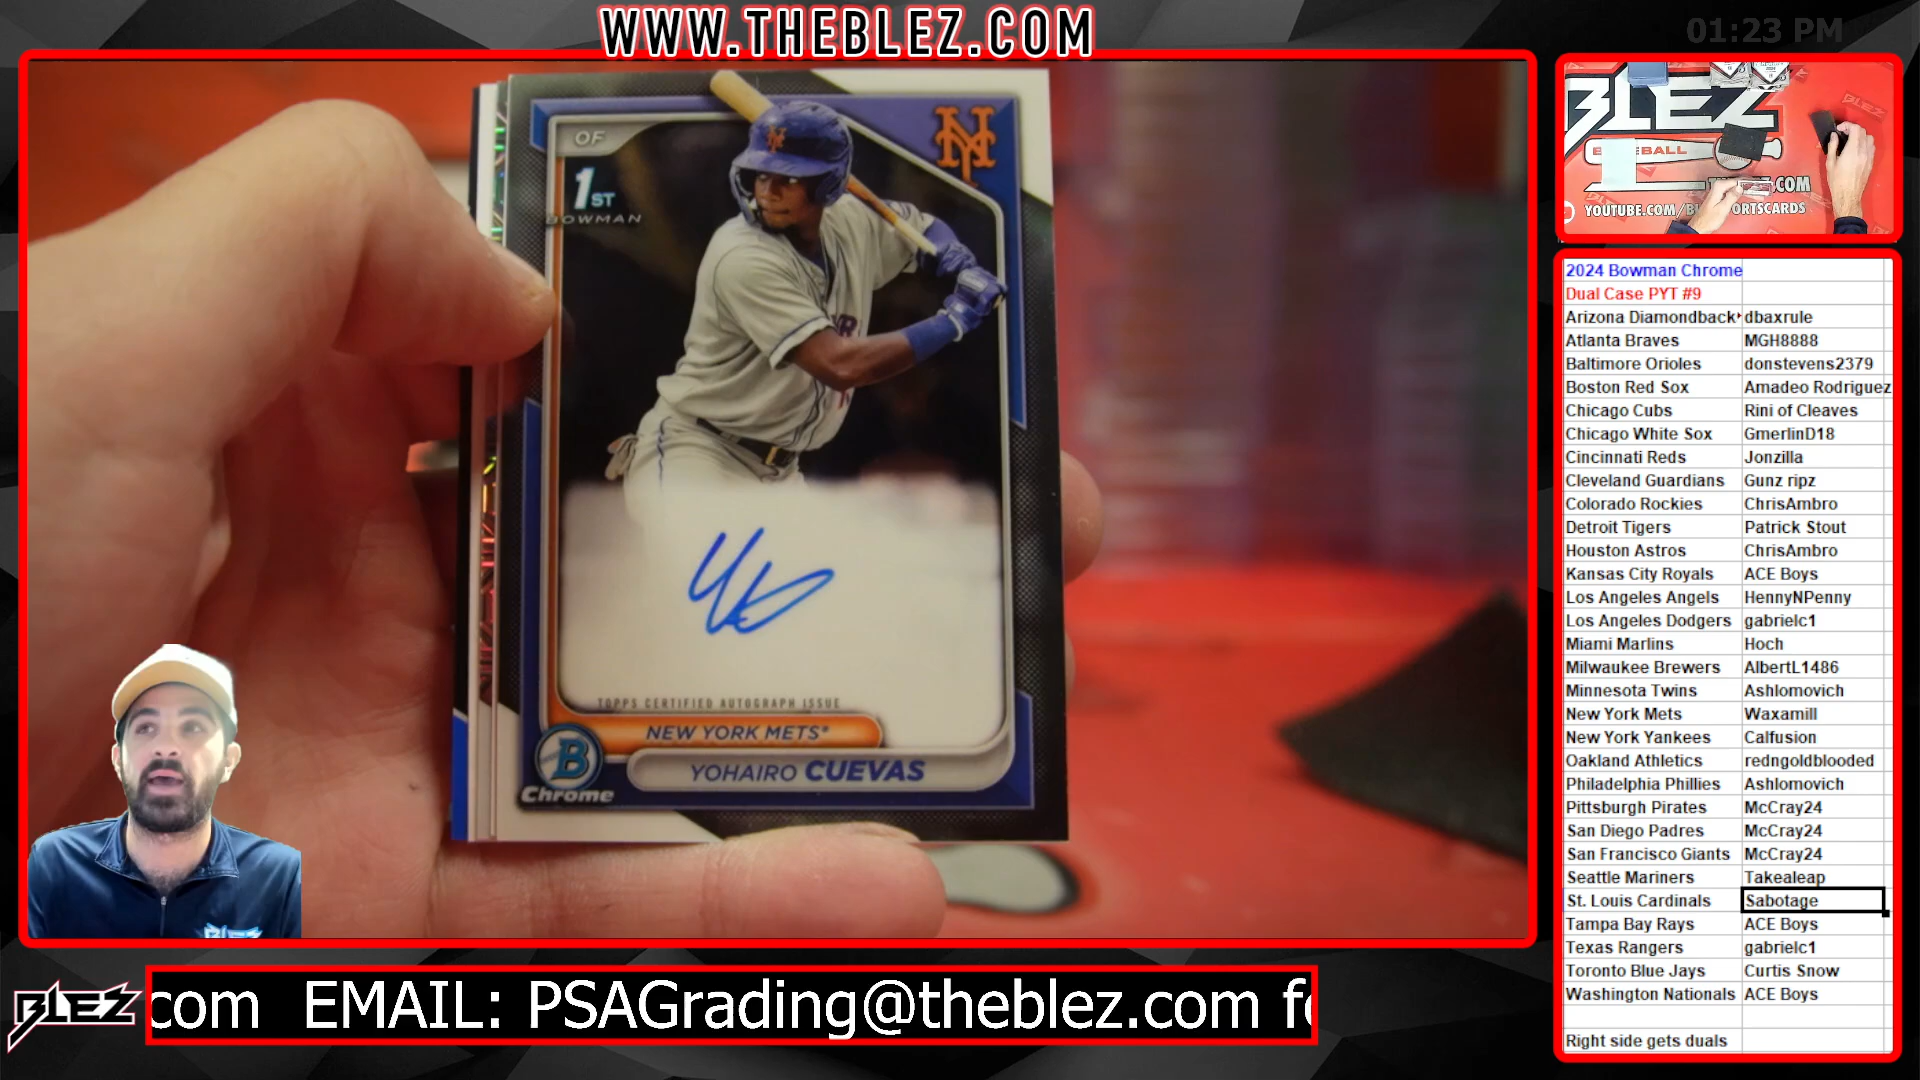 WWW.THEBLEZ.COM
01:23 PM
OF
1ST
BOWMAN
NY
TOPPS CERTIFIED AUTOGRAPH ISSUE
NEW YORK METS
YOHAIRO CUEVAS
B
Chrome
BLEZ
BASEBALL
.COM
YOUTUBE.COM/
2024 Bowman Chrome
Dual Case PYT #9
Arizona Diamondback dbaxrule
Atlanta Braves MGH8888
Baltimore Orioles donstevens2379
Boston Red Sox Amadeo Rodriguez
Chicago Cubs Rini of Cleaves
Chicago White Sox GmerlinD18
Cincinnati Reds Jonzilla
Cleveland Guardians Gunz ripz
Colorado Rockies ChrisAmbro
Detroit Tigers Patrick Stout
Houston Astros ChrisAmbro
Kansas City Royals ACE Boys
Los Angeles Angels HennyNPenny
Los Angeles Dodgers gabrielc1
Miami Marlins Hoch
Milwaukee Brewers AlbertL1486
Minnesota Twins Ashlomovich
New York Mets Waxamill
New York Yankees Calfusion
Oakland Athletics redngoldblooded
Philadelphia Phillies Ashlomovich
Pittsburgh Pirates McCray24
San Diego Padres McCray24
San Francisco Giants McCray24
Seattle Mariners Takealeap
St. Louis Cardinals Sabotage
Tampa Bay Rays ACE Boys
Texas Rangers gabrielc1
Toronto Blue Jays Curtis Snow
Washington Nationals ACE Boys
Right side gets duals
BLEZ
BLEZ
com EMAIL: PSAGrading@theblez.com fo